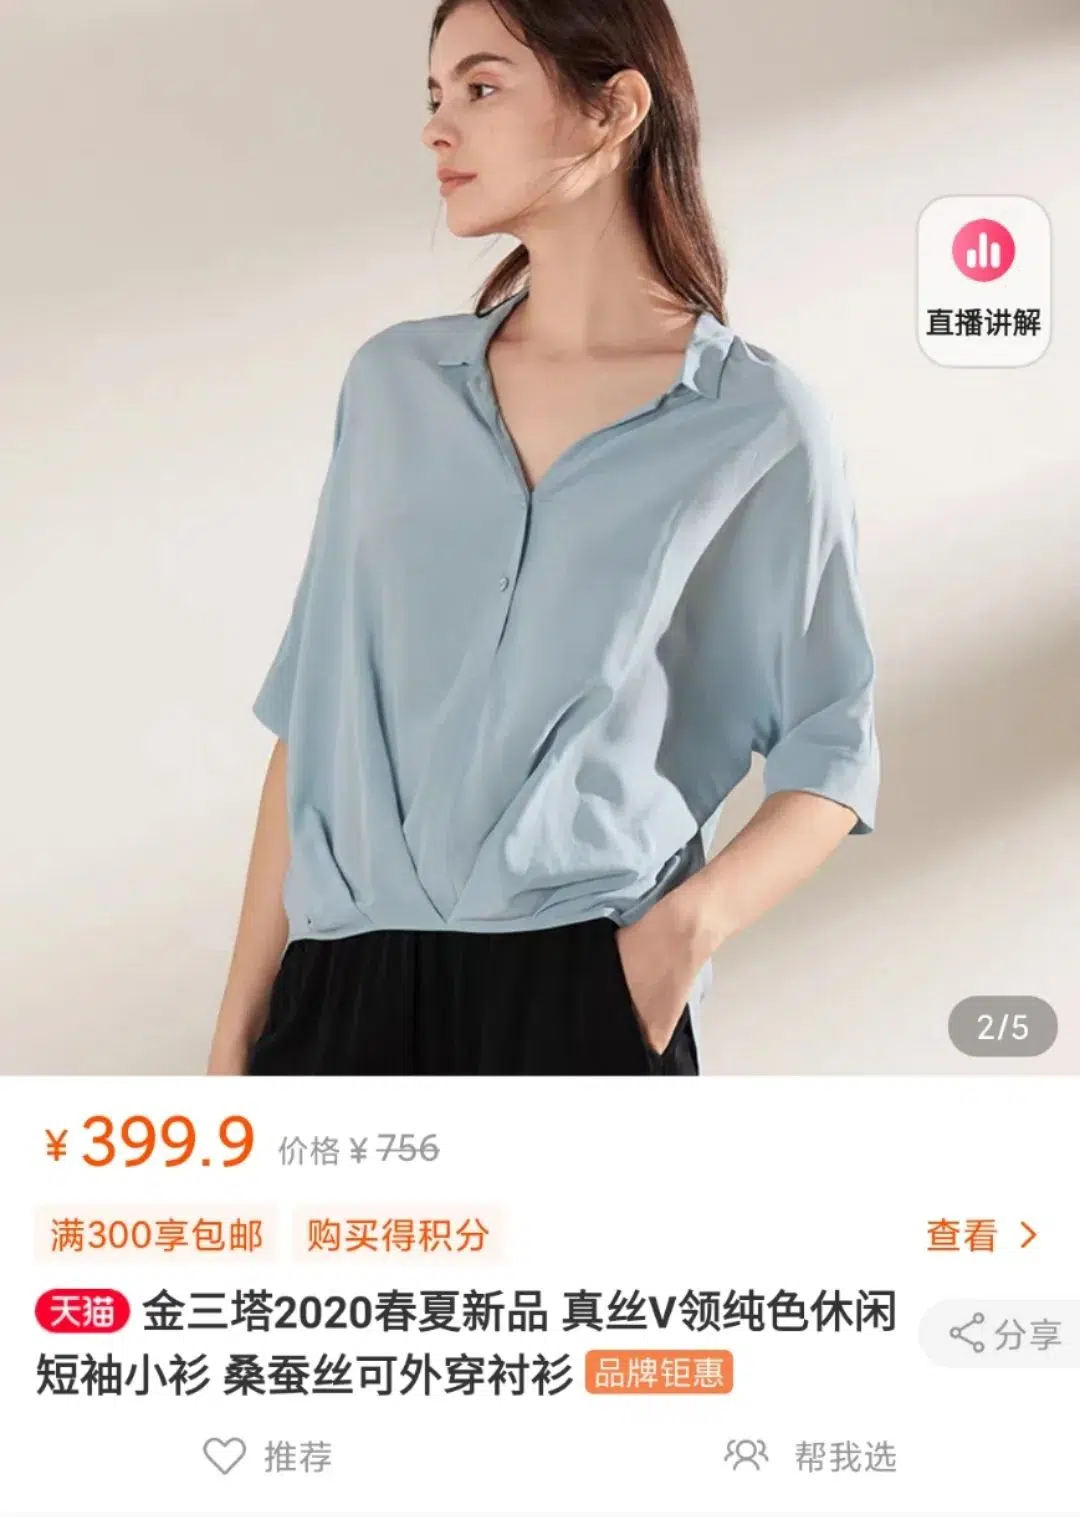 直播讲解
2/5
¥399.9 价格 ¥756
满300享包邮 购买得积分 查看
天猫 金三塔2020春夏新品 真丝V领纯色休闲
短袖小衫 桑蚕丝可外穿衬衫 品牌钜惠
分享
推荐 帮我选